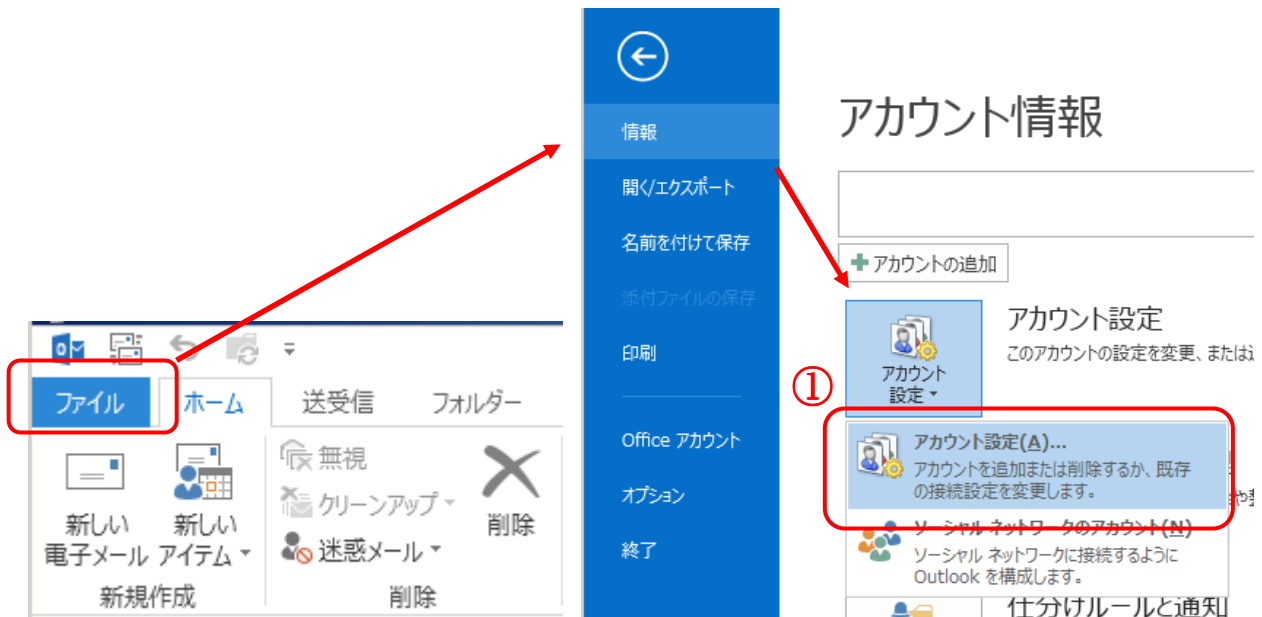 ファイル
ホーム
送受信
フォルダー
新しい
電子メール
新しい
アイテム
無視
クリーンアップ
迷惑メール
削除
新規作成
削除
情報
開く/エクスポート
名前を付けて保存
添付ファイルの保存
印刷
Office アカウント
オプション
終了
アカウント情報
アカウントの追加
①
アカウント
設定
アカウント設定
このアカウントの設定を変更、または
アカウント設定(A)...
アカウントを追加または削除するか、既存
の接続設定を変更します。
ソーシャル ネットワークのアカウント(N)
ソーシャル ネットワークに接続するように
Outlook を構成します。
仕分けルールと通知